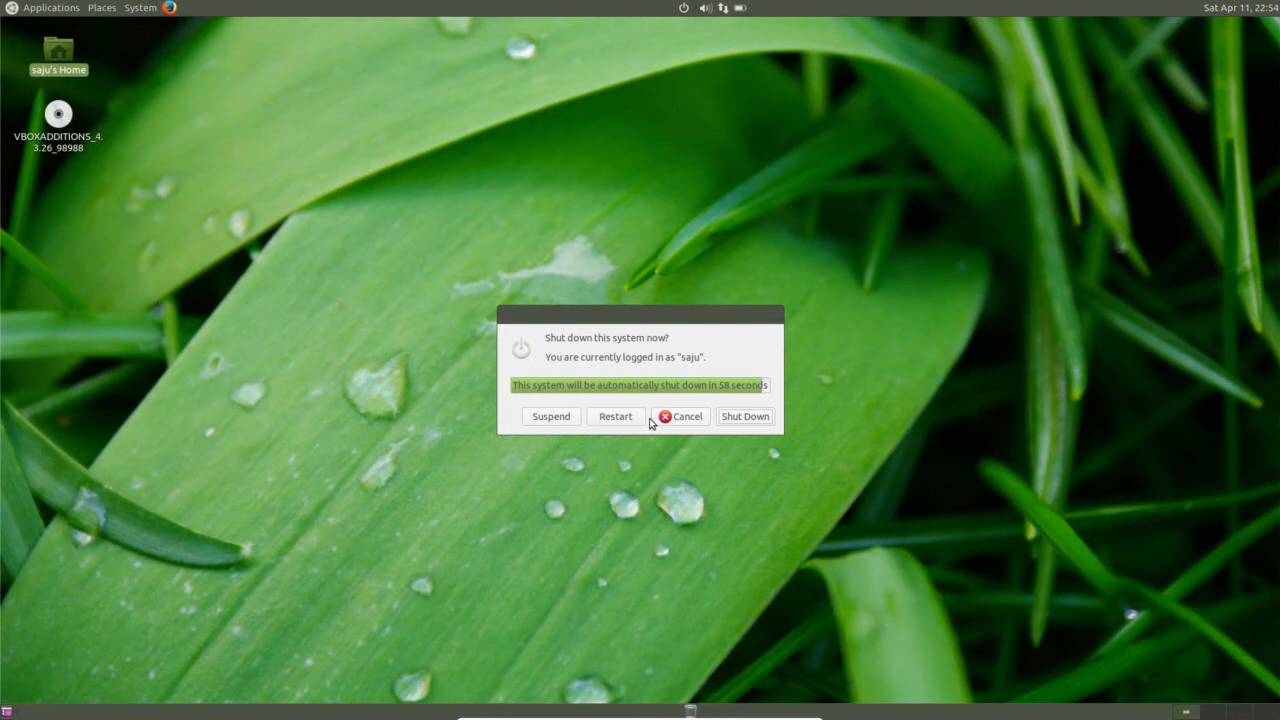 Applications Places System
Sat Apr 11, 22:54
saju's Home
VBOXADDITIONS_4.
3.26_98988
Shut down this system now?
You are currently logged in as "saju".
This system will be automatically shut down in 58 seconds
Suspend Restart Cancel Shut Down